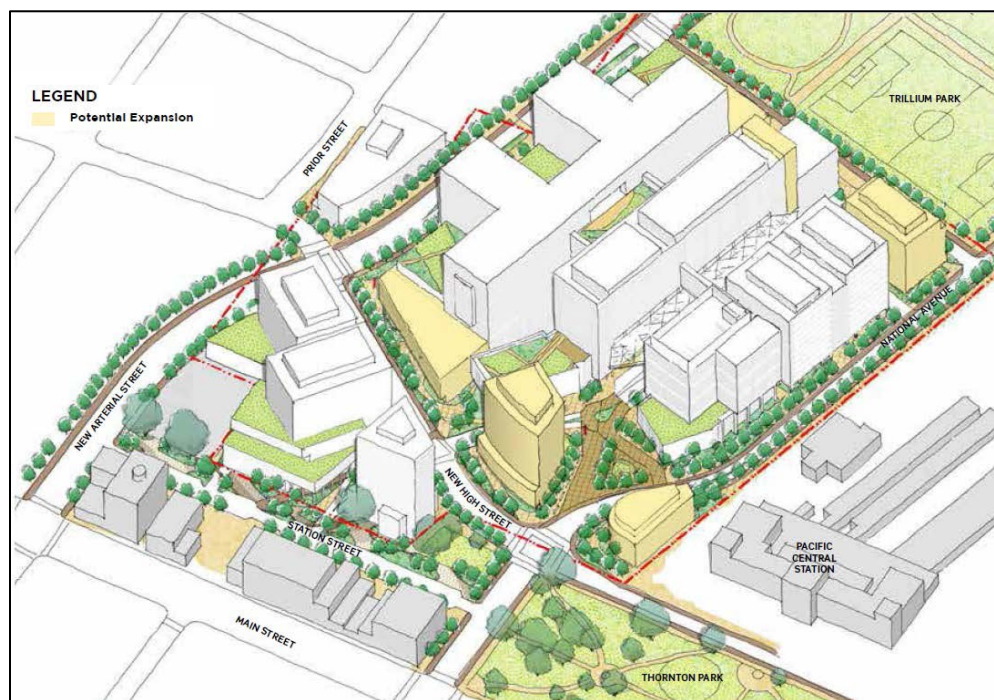 LEGEND
Potential Expansion
TRILLIUM PARK
PRIOR STREET
NATIONAL AVENUE
NEW ARTERIAL STREET
NEW HIGH STREET
STATION STREET
PACIFIC
CENTRAL
STATION
MAIN STREET
THORNTON PARK